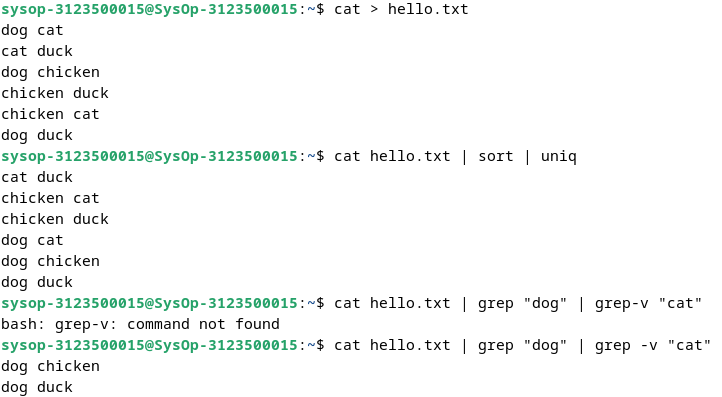 sysop-3123500015@SysOp-3123500015:~$ cat > hello.txt
dog cat
cat duck
dog chicken
chicken duck
chicken cat
dog duck
sysop-3123500015@SysOp-3123500015:~$ cat hello.txt | sort | uniq
cat duck
chicken cat
chicken duck
dog cat
dog chicken
dog duck
sysop-3123500015@SysOp-3123500015:~$ cat hello.txt | grep "dog" | grep-v "cat"
bash: grep-v: command not found
sysop-3123500015@SysOp-3123500015:~$ cat hello.txt | grep "dog" | grep -v "cat"
dog chicken
dog duck